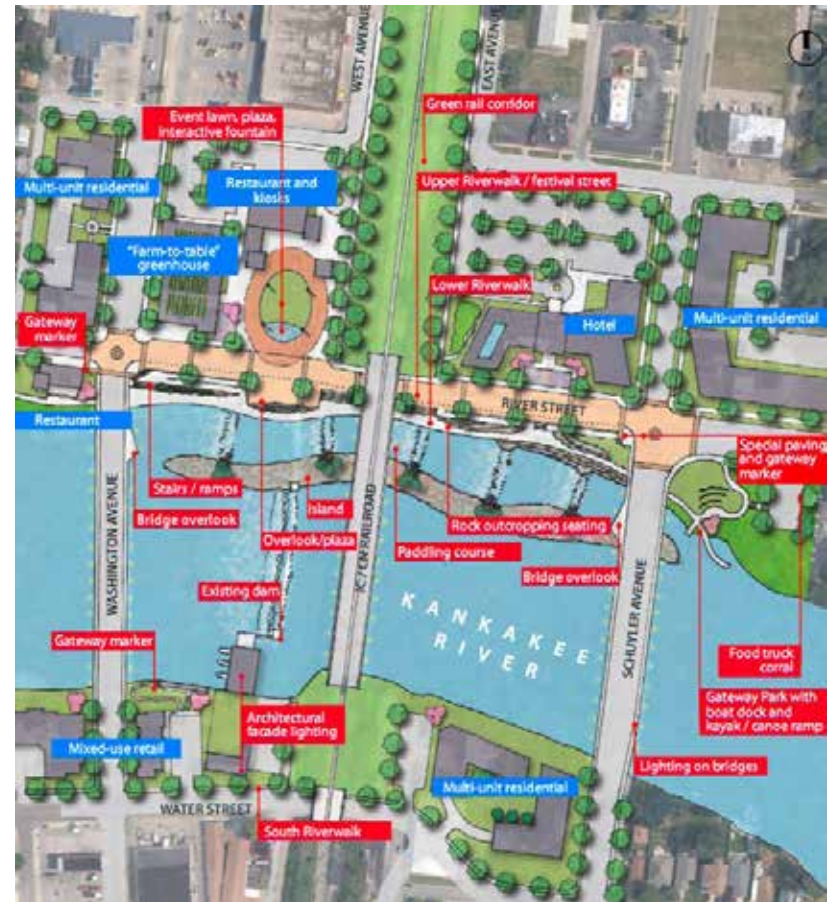 WEST AVENUE
EAST AVENUE
Event lawn, plaza,
interactive fountain
Green rail corridor
Multi-unit residential
Restaurant and
kiosks
Upper Riverwalk / festival street
"Farm-to-table"
greenhouse
Lower Riverwalk
Gateway
marker
Hotel
Multi-unit residential
Restaurant
RIVER STREET
Special paving
and gateway
marker
Stairs / ramps
Island
Rock outcropping seating
Bridge overlook
Overlook/plaza
Paddling course
Bridge overlook
WASHINGTON AVENUE
RAILROAD
SCHUYLER AVENUE
Existing dam
KANKAKEE
RIVER
Food truck
corral
Gateway marker
Gateway Park with
boat dock and
kayak / canoe ramp
Architectural
facade lighting
Mixed-use retail
Lighting on bridges
Multi-unit residential
WATER STREET
South Riverwalk